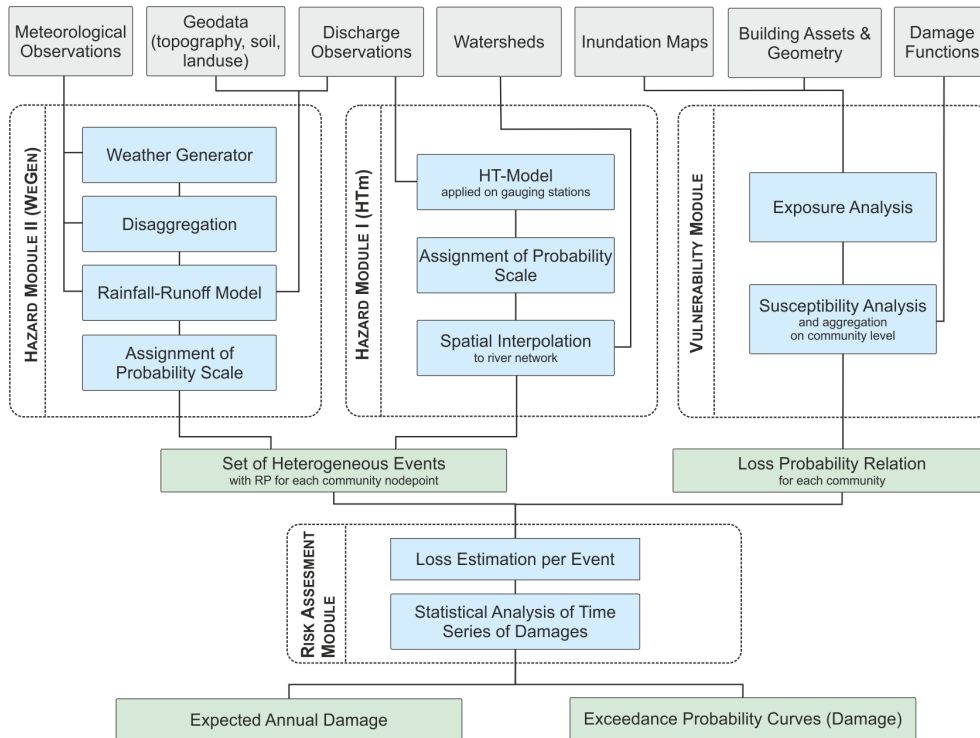 Meteorological
Observations
Geodata
(topography, soil,
landuse)
Discharge
Observations
Watersheds
Inundation Maps
Building Assets &
Geometry
Damage
Functions
HAZARD MODULE II (WEGEN)
Weather Generator
Disaggregation
Rainfall-Runoff Model
Assignment of
Probability Scale
HAZARD MODULE I (HTm)
HT-Model
applied on gauging stations
Assignment of Probability
Scale
Spatial Interpolation
to river network
VULNERABILITY MODULE
Exposure Analysis
Susceptibility Analysis
and aggregation
on community level
Set of Heterogeneous Events
with RP for each community nodepoint
Loss Probability Relation
for each community
RISK ASSESMENT
MODULE
Loss Estimation per Event
Statistical Analysis of Time
Series of Damages
Expected Annual Damage
Exceedance Probability Curves (Damage)